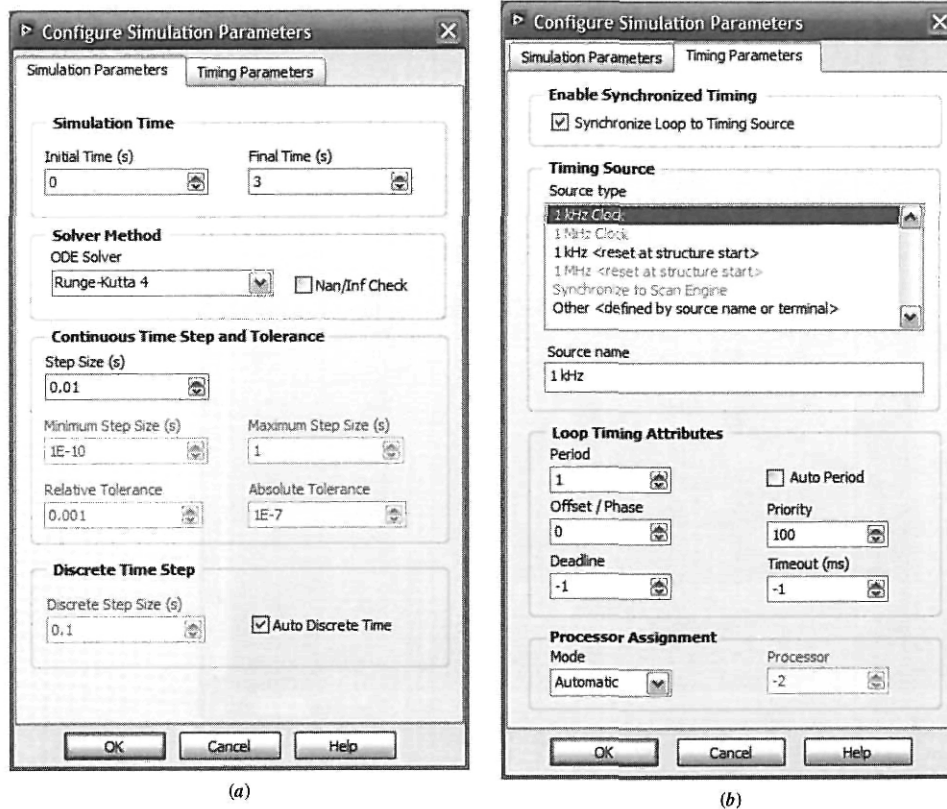 Configure Simulation Parameters
Simulation Parameters
Timing Parameters
Simulation Time
Initial Time (s)
Final Time (s)
0
3
Solver Method
ODE Solver
Runge-Kutta 4
Nan/Inf Check
Continuous Time Step and Tolerance
Step Size (s)
0.01
Minimum Step Size (s)
Maximum Step Size (s)
1E-10
1
Relative Tolerance
Absolute Tolerance
0.001
1E-7
Discrete Time Step
Discrete Step Size (s)
0.1
Auto Discrete Time
OK
Cancel
Help
(a)
Configure Simulation Parameters
Simulation Parameters
Timing Parameters
Enable Synchronized Timing
Synchronize Loop to Timing Source
Timing Source
Source type
1 kHz Clock
1 MHz Clock
1 kHz <reset at structure start>
1 MHz <reset at structure start>
Synchronize to Scan Engine
Other <defined by source name or terminal>
Source name
1 kHz
Loop Timing Attributes
Period
1
Auto Period
Offset / Phase
Priority
0
100
Deadline
Timeout (ms)
-1
-1
Processor Assignment
Mode
Processor
Automatic
-2
OK
Cancel
Help
(b)